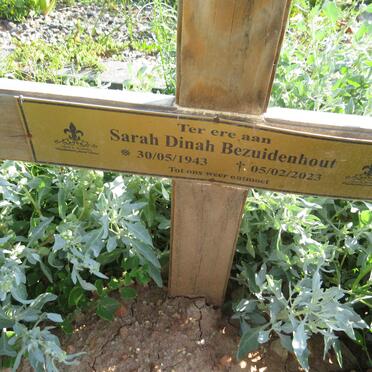 Ter ere aan
Sarah Dinah Bezuidenhout
* 30/05/1943 † 05/02/2023
Tot ons weer ontmoet